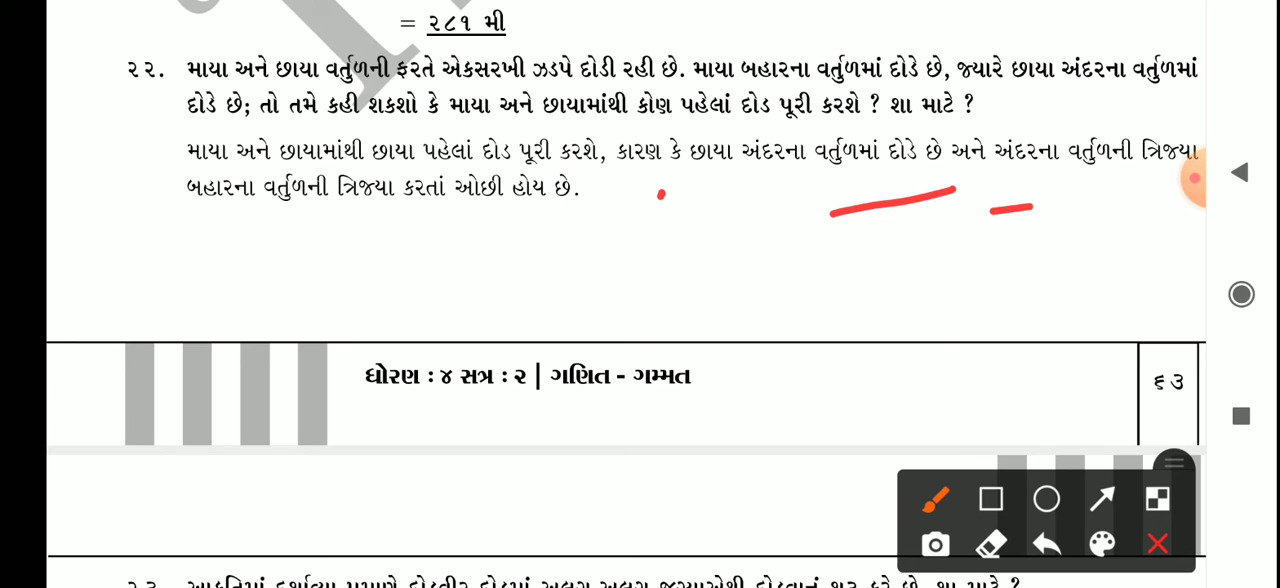 = ૨૮૧ મી
૨૨. માયા અને છાયા વર્તુળની ફરતે એકસરખી ઝડપે દોડી રહી છે. માયા બહારના વર્તુળમાં દોડે છે, જ્યારે છાયા અંદરના વર્તુળમાં
દોડે છે; તો તમે કહી શકશો કે માયા અને છાયામાંથી કોણ પહેલાં દોડ પૂરી કરશે ? શા માટે ?
માયા અને છાયામાંથી છાયા પહેલાં દોડ પૂરી કરશે, કારણ કે છાયા અંદરના વર્તુળમાં દોડે છે અને અંદરના વર્તુળની ત્રિજ્યા
બહારના વર્તુળની ત્રિજ્યા કરતાં ઓછી હોય છે.
ધોરણ : ૪ સત્ર : ૨ | ગણિત - ગમ્મત
૬૩